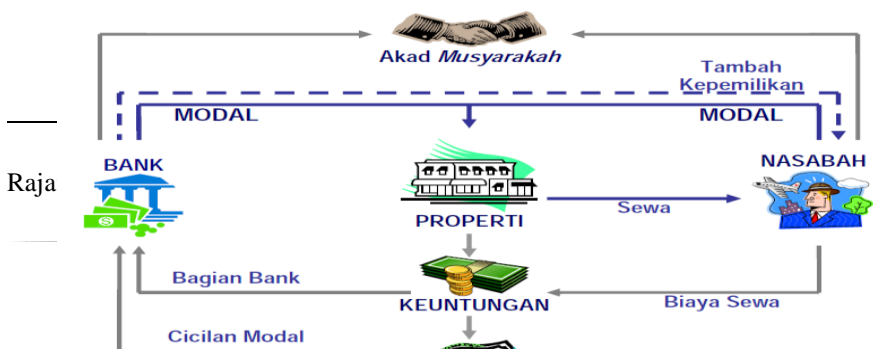 Akad Musyarakah
Tambah
Kepemilikan
MODAL
MODAL
BANK
NASABAH
Raja
PROPERTI
Sewa
Bagian Bank
KEUNTUNGAN
Biaya Sewa
Cicilan Modal